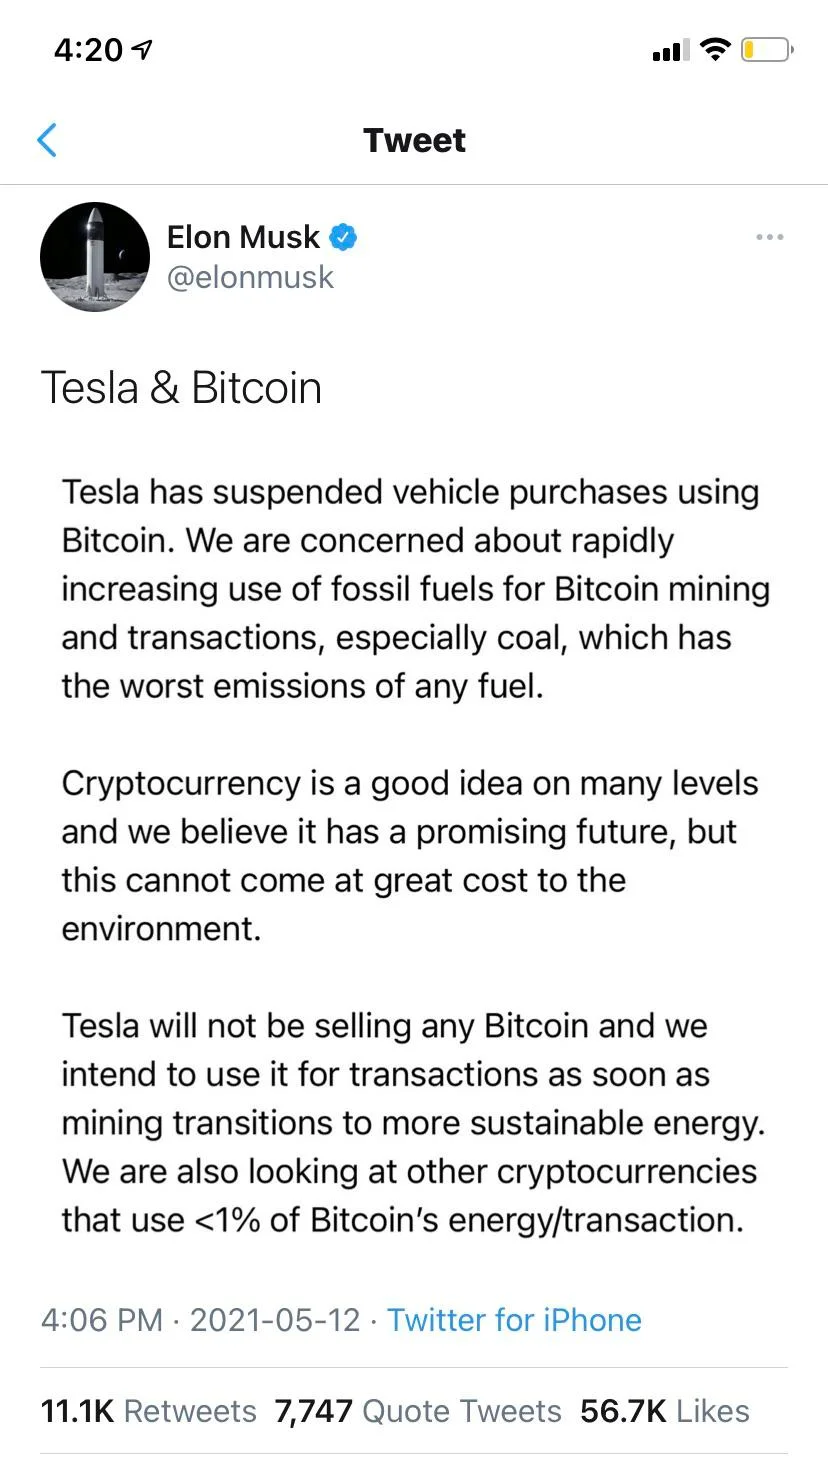 4:20
Tweet
Elon Musk
@elonmusk
Tesla & Bitcoin
Tesla has suspended vehicle purchases using
Bitcoin. We are concerned about rapidly
increasing use of fossil fuels for Bitcoin mining
and transactions, especially coal, which has
the worst emissions of any fuel.
Cryptocurrency is a good idea on many levels
and we believe it has a promising future, but
this cannot come at great cost to the
environment.
Tesla will not be selling any Bitcoin and we
intend to use it for transactions as soon as
mining transitions to more sustainable energy.
We are also looking at other cryptocurrencies
that use <1% of Bitcoin’s energy/transaction.
4:06 PM · 2021-05-12 · Twitter for iPhone
11.1K Retweets 7,747 Quote Tweets 56.7K Likes